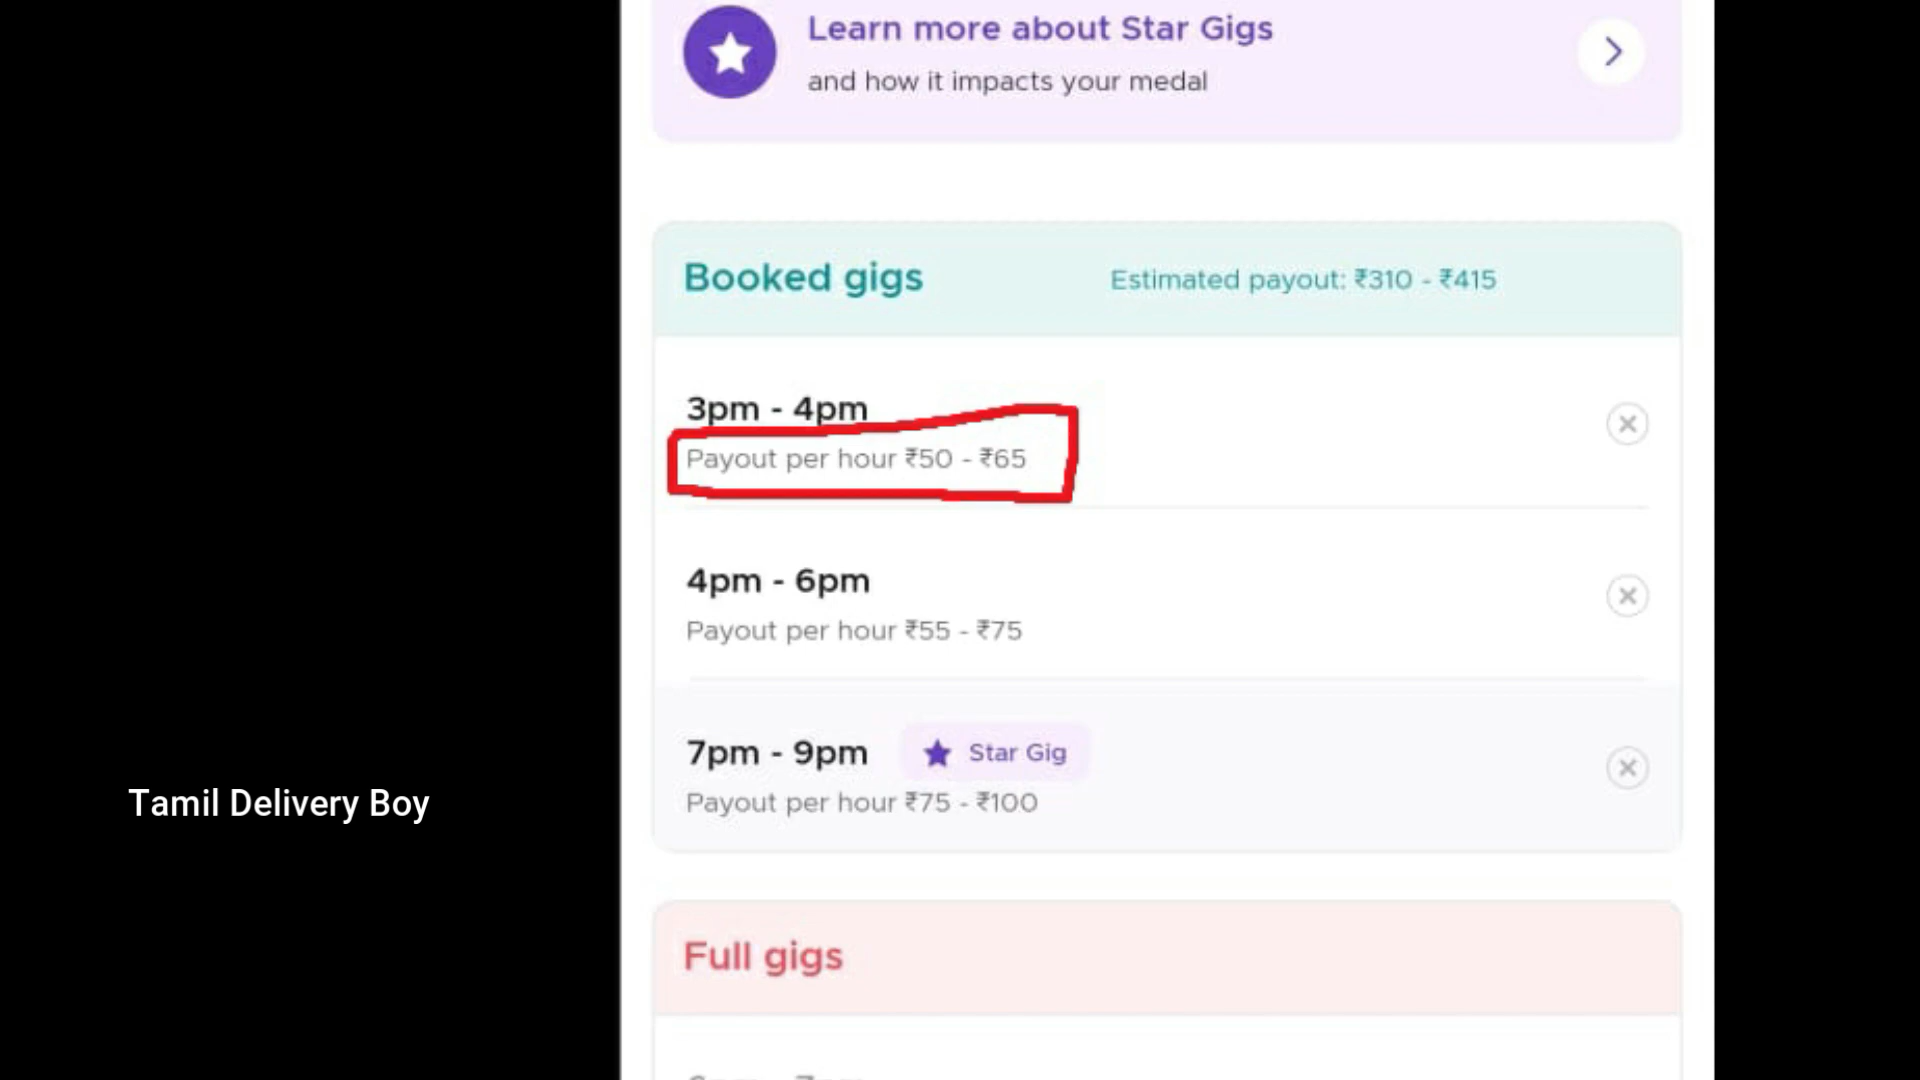 Learn more about Star Gigs
and how it impacts your medal
Booked gigs
Estimated payout: ₹310 - ₹415
3pm - 4pm
Payout per hour ₹50 - ₹65
4pm - 6pm
Payout per hour ₹55 - ₹75
7pm - 9pm
Star Gig
Payout per hour ₹75 - ₹100
Tamil Delivery Boy
Full gigs